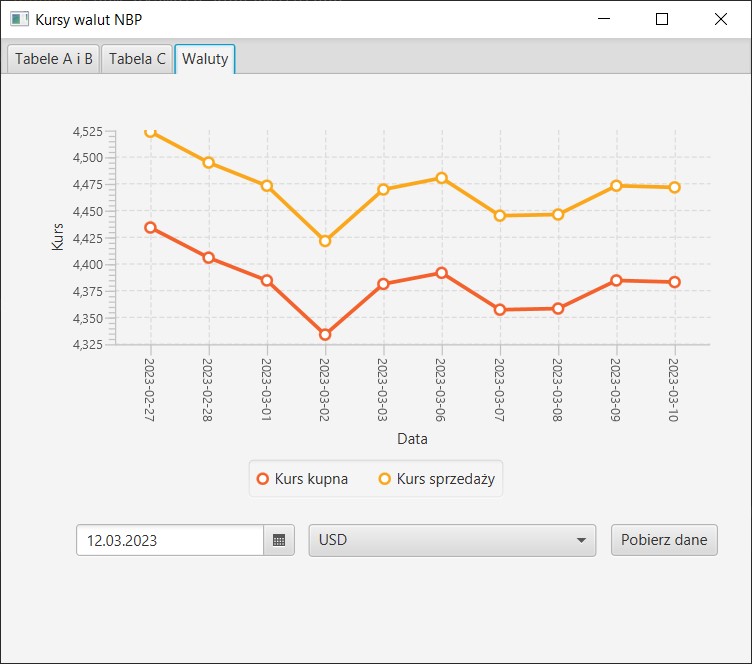 Kursy walut NBP
Tabele A i B Tabela C Waluty
4,525
4,500
4,475
4,450
4,425
4,400
4,375
4,350
4,325
Kurs
2023-02-27 2023-02-28 2023-03-01 2023-03-02 2023-03-03 2023-03-06 2023-03-07 2023-03-08 2023-03-09 2023-03-10
Data
Kurs kupna Kurs sprzedaży
12.03.2023 USD Pobierz dane